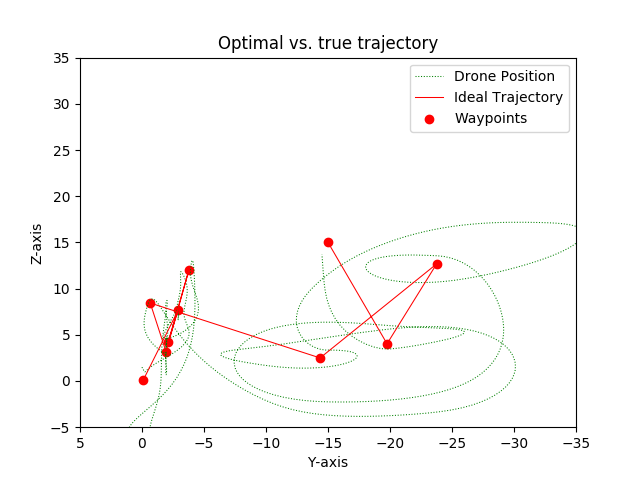 Optimal vs. true trajectory
Drone Position
Ideal Trajectory
Waypoints
Z-axis
35
30
25
20
15
10
5
0
−5
5 0 −5 −10 −15 −20 −25 −30 −35
Y-axis